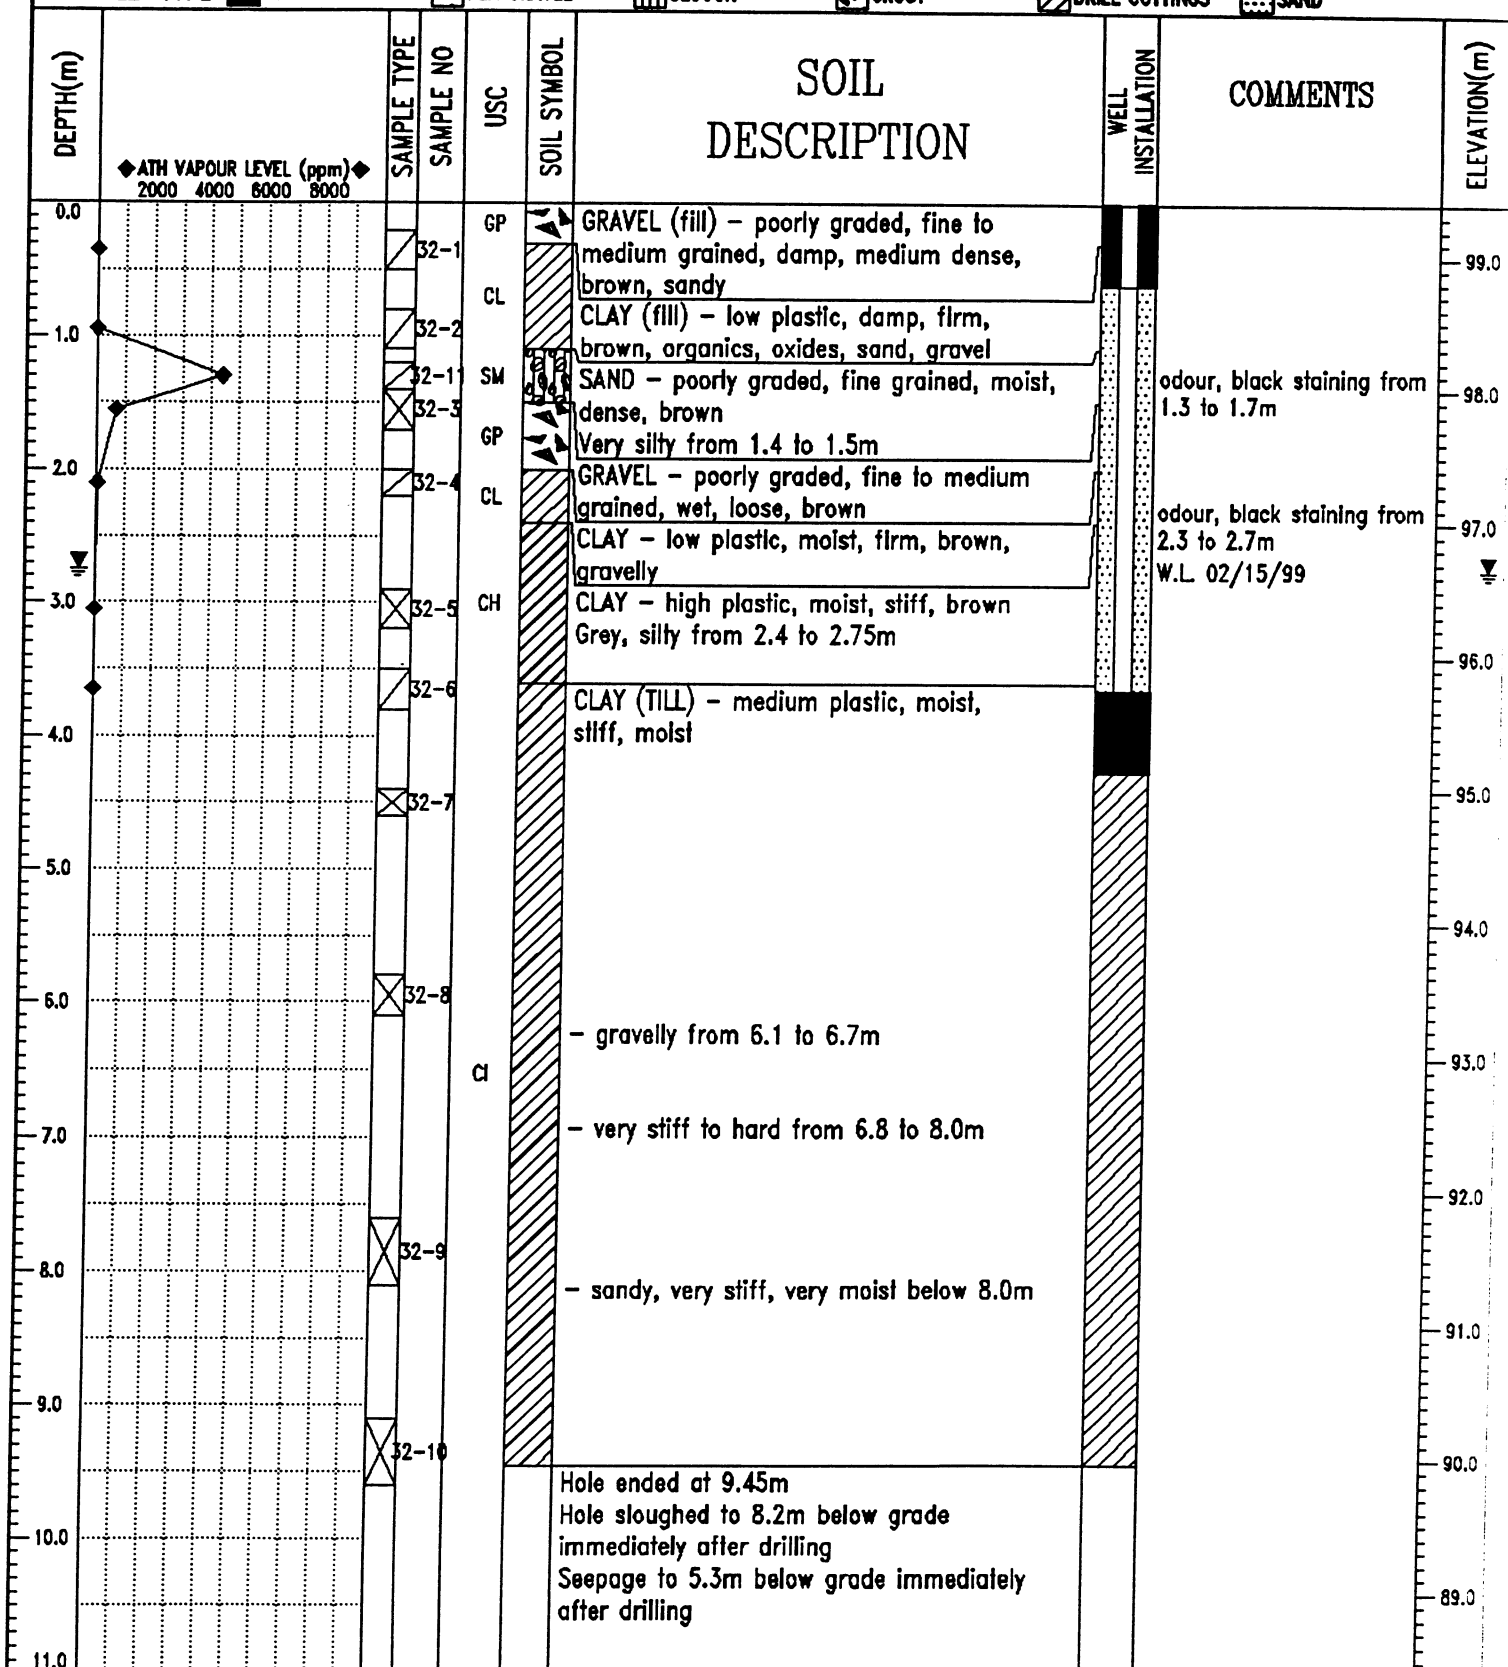 DRILL CUTTINGS
SAND
DEPTH(m)
SAMPLE TYPE
SAMPLE NO
USC
SOIL SYMBOL
SOIL
DESCRIPTION
WELL
INSTALLATION
COMMENTS
ELEVATION(m)
ATH VAPOUR LEVEL (ppm)
2000 4000 6000 8000
0.0
GP
GRAVEL (fill) – poorly graded, fine to
medium grained, damp, medium dense,
brown, sandy
32-1
99.0
CL
CLAY (fill) – low plastic, damp, firm,
brown, organics, oxides, sand, gravel
32-2
1.0
32-11
SM
SAND – poorly graded, fine grained, moist,
dense, brown
Very silty from 1.4 to 1.5m
odour, black staining from
1.3 to 1.7m
98.0
32-3
GP
GRAVEL – poorly graded, fine to medium
grained, wet, loose, brown
2.0
32-4
CL
CLAY – low plastic, moist, firm, brown,
gravelly
odour, black staining from
2.3 to 2.7m
W.L. 02/15/99
97.0
3.0
32-5
CH
CLAY – high plastic, moist, stiff, brown
Grey, silty from 2.4 to 2.75m
96.0
32-6
CLAY (TILL) – medium plastic, moist,
stiff, moist
4.0
32-7
95.0
5.0
94.0
32-8
6.0
– gravelly from 6.1 to 6.7m
CI
93.0
7.0
– very stiff to hard from 6.8 to 8.0m
92.0
32-9
8.0
– sandy, very stiff, very moist below 8.0m
91.0
9.0
32-10
90.0
Hole ended at 9.45m
Hole sloughed to 8.2m below grade
immediately after drilling
Seepage to 5.3m below grade immediately
after drilling
10.0
89.0
11.0